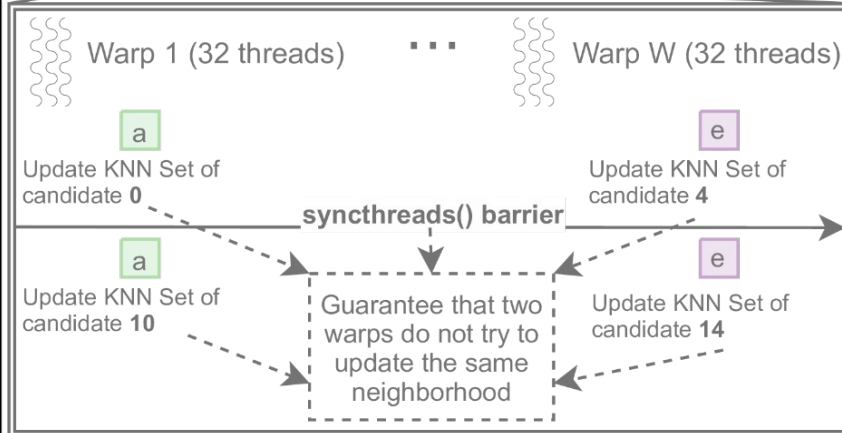 Warp 1 (32 threads)
...
Warp W (32 threads)
a
Update KNN Set of
candidate 0
e
Update KNN Set of
candidate 4
syncthreads() barrier
a
Update KNN Set of
candidate 10
Guarantee that two
warps do not try to
update the same
neighborhood
e
Update KNN Set of
candidate 14